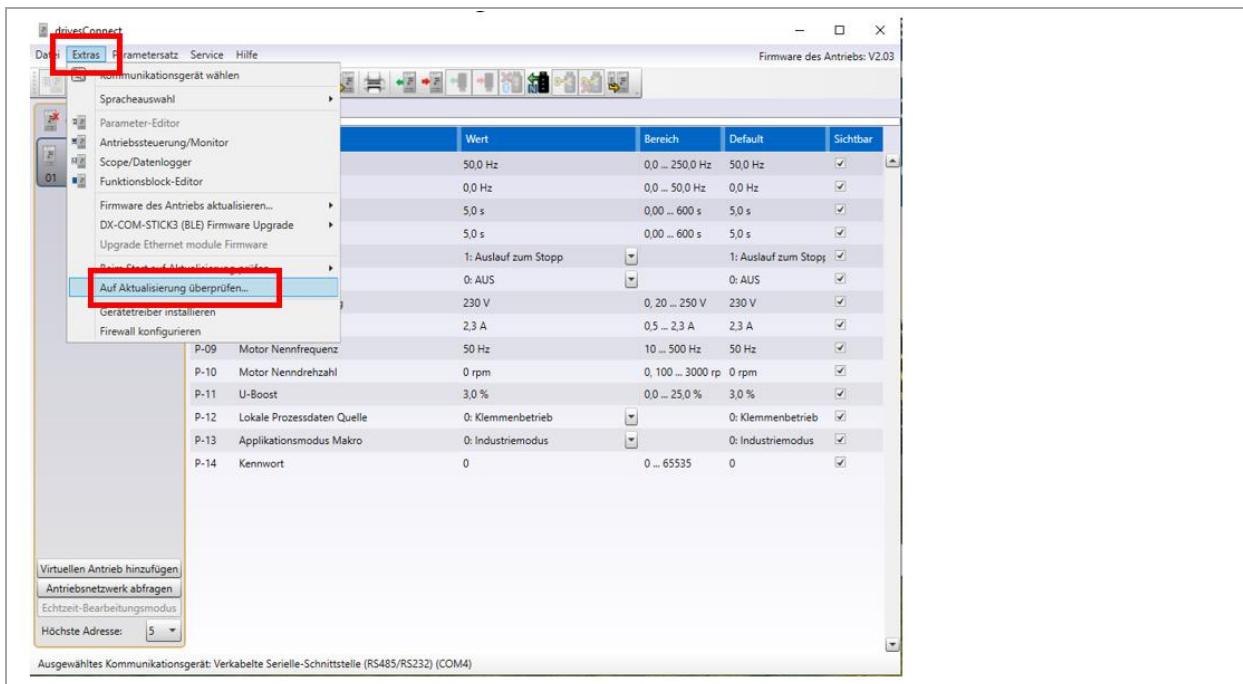 drivesConnect
Datei Extras Parametersatz Service Hilfe Firmware des Antriebs: V2.03
Kommunikationsgerät wählen
Spracheauswahl
Parameter-Editor
Antriebssteuerung/Monitor
Scope/Datenlogger
Funktionsblock-Editor
Firmware des Antriebs aktualisieren...
DX-COM-STICK3 (BLE) Firmware Upgrade
Upgrade Ethernet module Firmware
Beim Start auf Aktualisierung prüfen
Auf Aktualisierung überprüfen...
Gerätetreiber installieren
Firewall konfigurieren
01
Wert Bereich Default Sichtbar
50,0 Hz 0,0 ... 250,0 Hz 50,0 Hz
0,0 Hz 0,0 ... 50,0 Hz 0,0 Hz
5,0 s 0,00 ... 600 s 5,0 s
5,0 s 0,00 ... 600 s 5,0 s
1: Auslauf zum Stopp 1: Auslauf zum Stopp
0: AUS 0: AUS
230 V 0, 20 ... 250 V 230 V
2,3 A 0,5 ... 2,3 A 2,3 A
P-09 Motor Nennfrequenz 50 Hz 10 ... 500 Hz 50 Hz
P-10 Motor Nenndrehzahl 0 rpm 0, 100 ... 3000 rp 0 rpm
P-11 U-Boost 3,0 % 0,0 ... 25,0 % 3,0 %
P-12 Lokale Prozessdaten Quelle 0: Klemmenbetrieb 0: Klemmenbetrieb
P-13 Applikationsmodus Makro 0: Industriemodus 0: Industriemodus
P-14 Kennwort 0 0 ... 65535 0
Virtuellen Antrieb hinzufügen
Antriebsnetzwerk abfragen
Echtzeit-Bearbeitungsmodus
Höchste Adresse: 5
Ausgewähltes Kommunikationsgerät: Verkabelte Serielle-Schnittstelle (RS485/RS232) (COM4)